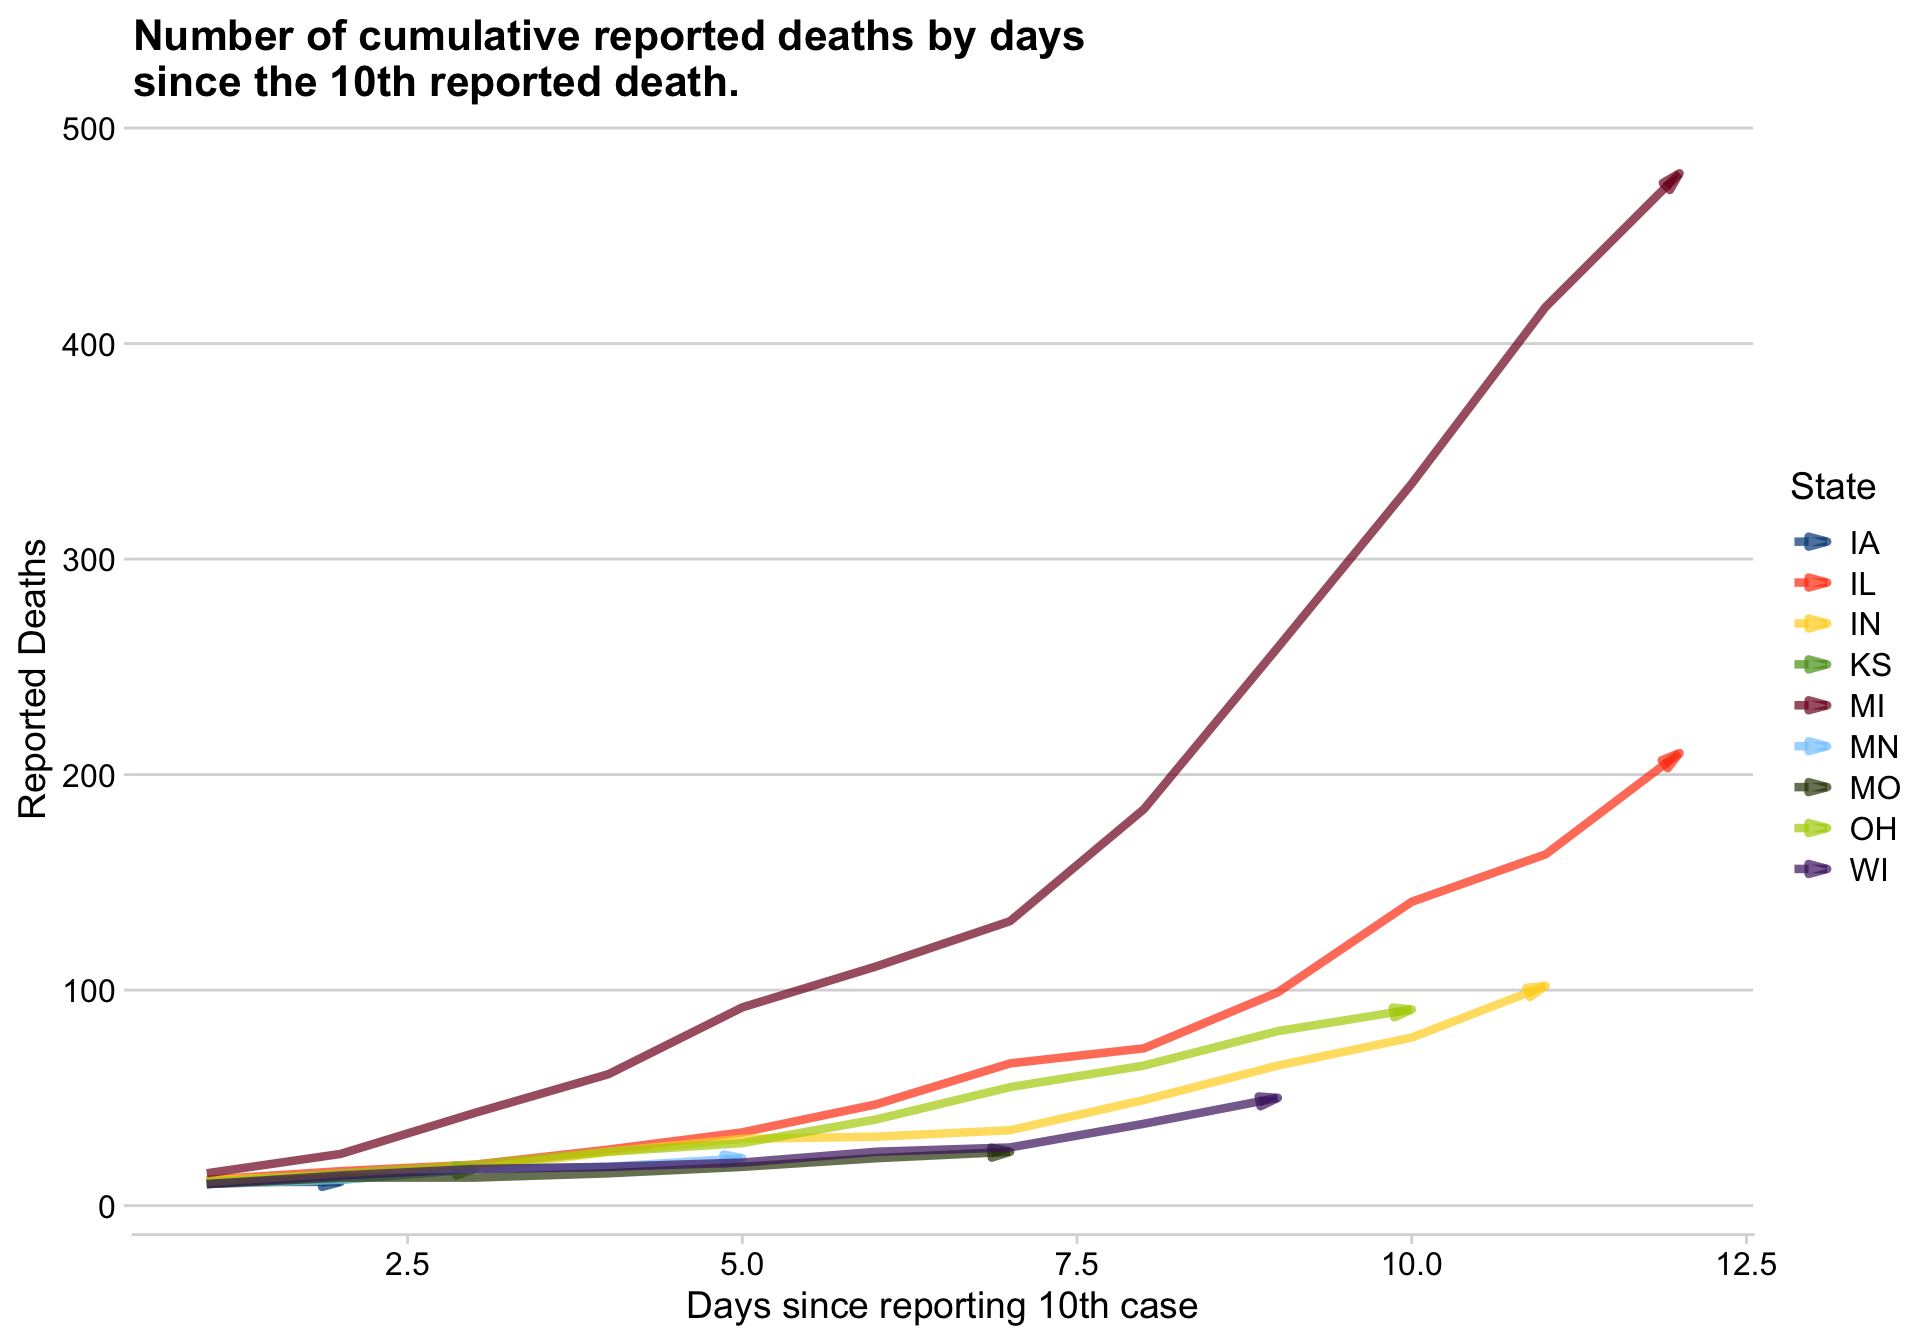 Number of cumulative reported deaths by days
since the 10th reported death.
500
400
300
200
100
0
Reported Deaths
2.5
5.0
7.5
10.0
12.5
Days since reporting 10th case
State
IA
IL
IN
KS
MI
MN
MO
OH
WI